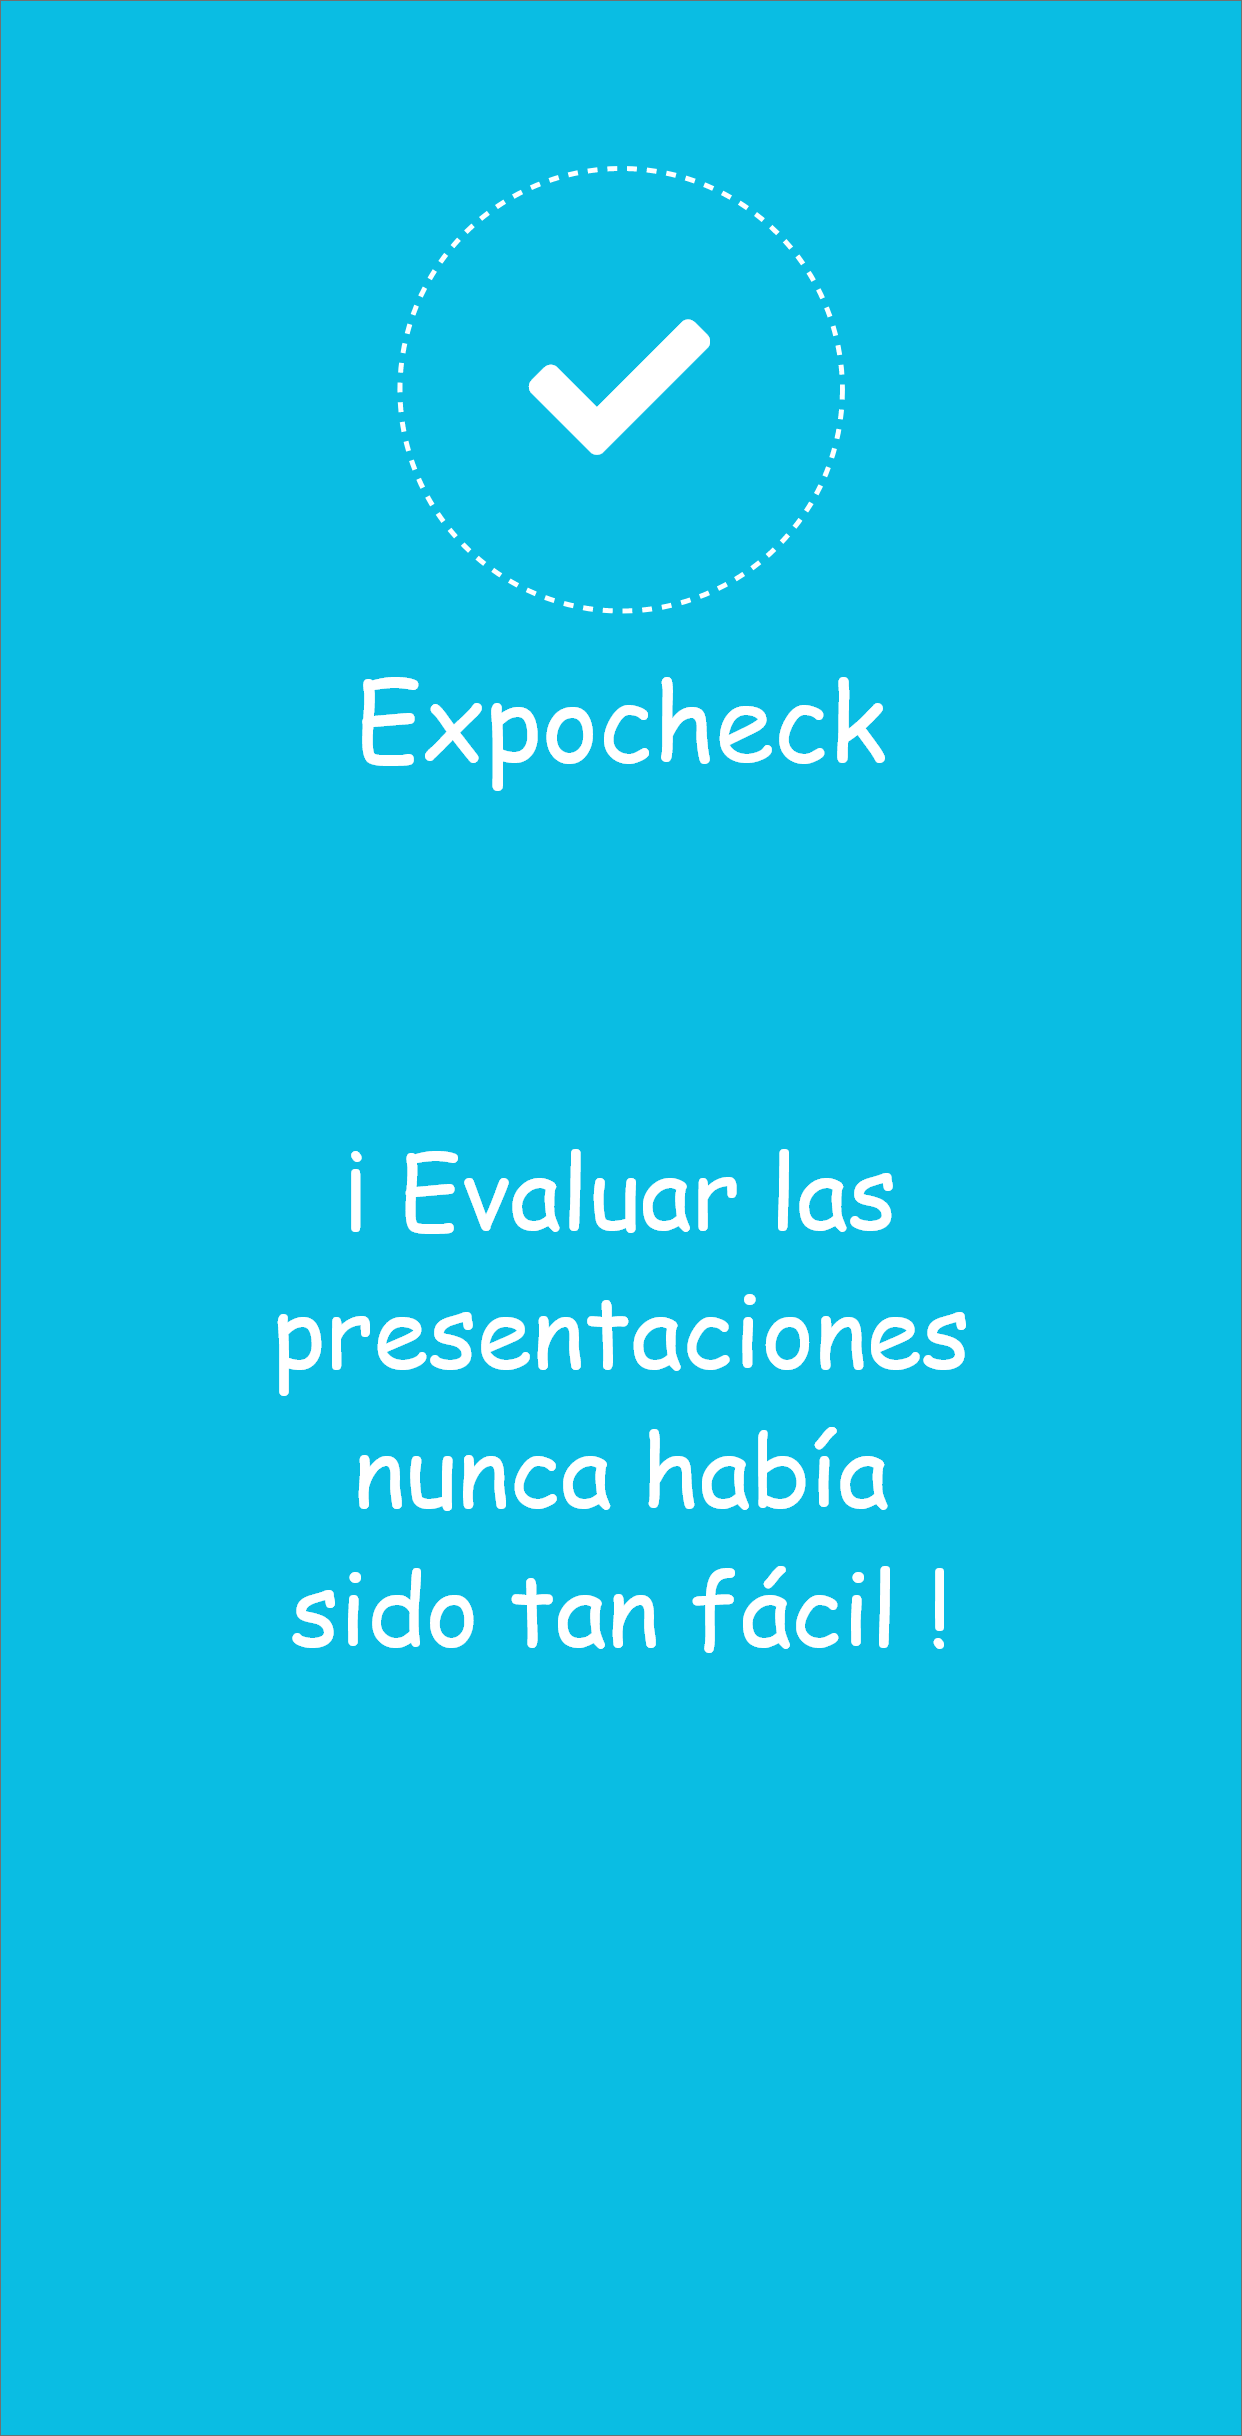 Expocheck
¡ Evaluar las
presentaciones
nunca había
sido tan fácil !